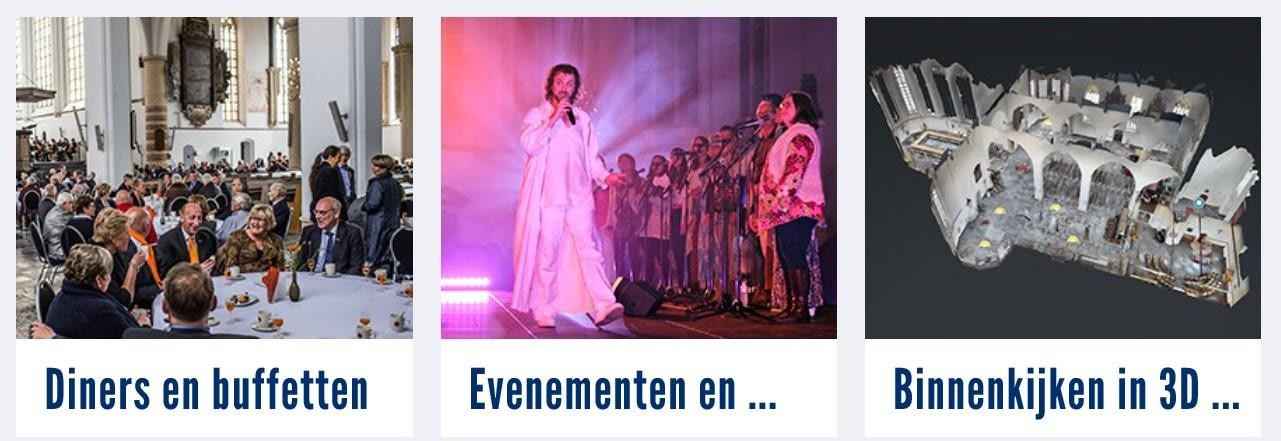 Diners en buffetten
Evenementen en ...
Binnenkijken in 3D ...